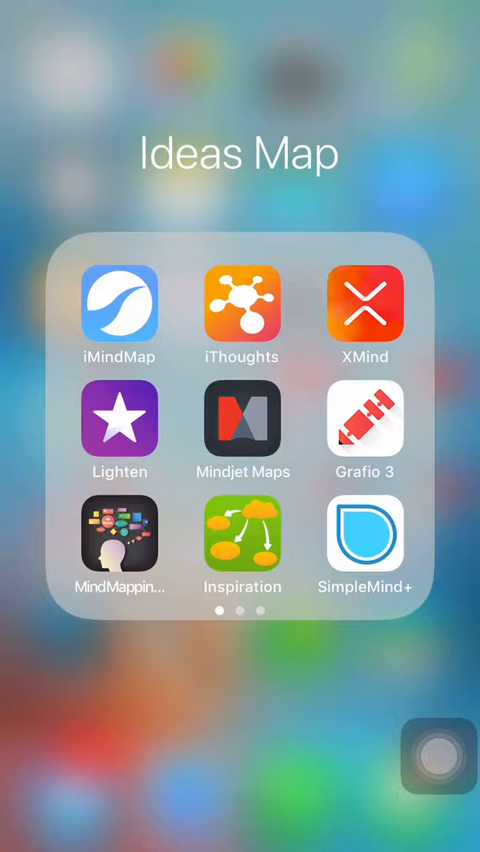 Ideas Map
iMindMap iThoughts XMind
Lighten Mindjet Maps Grafio 3
MindMappin... Inspiration SimpleMind+